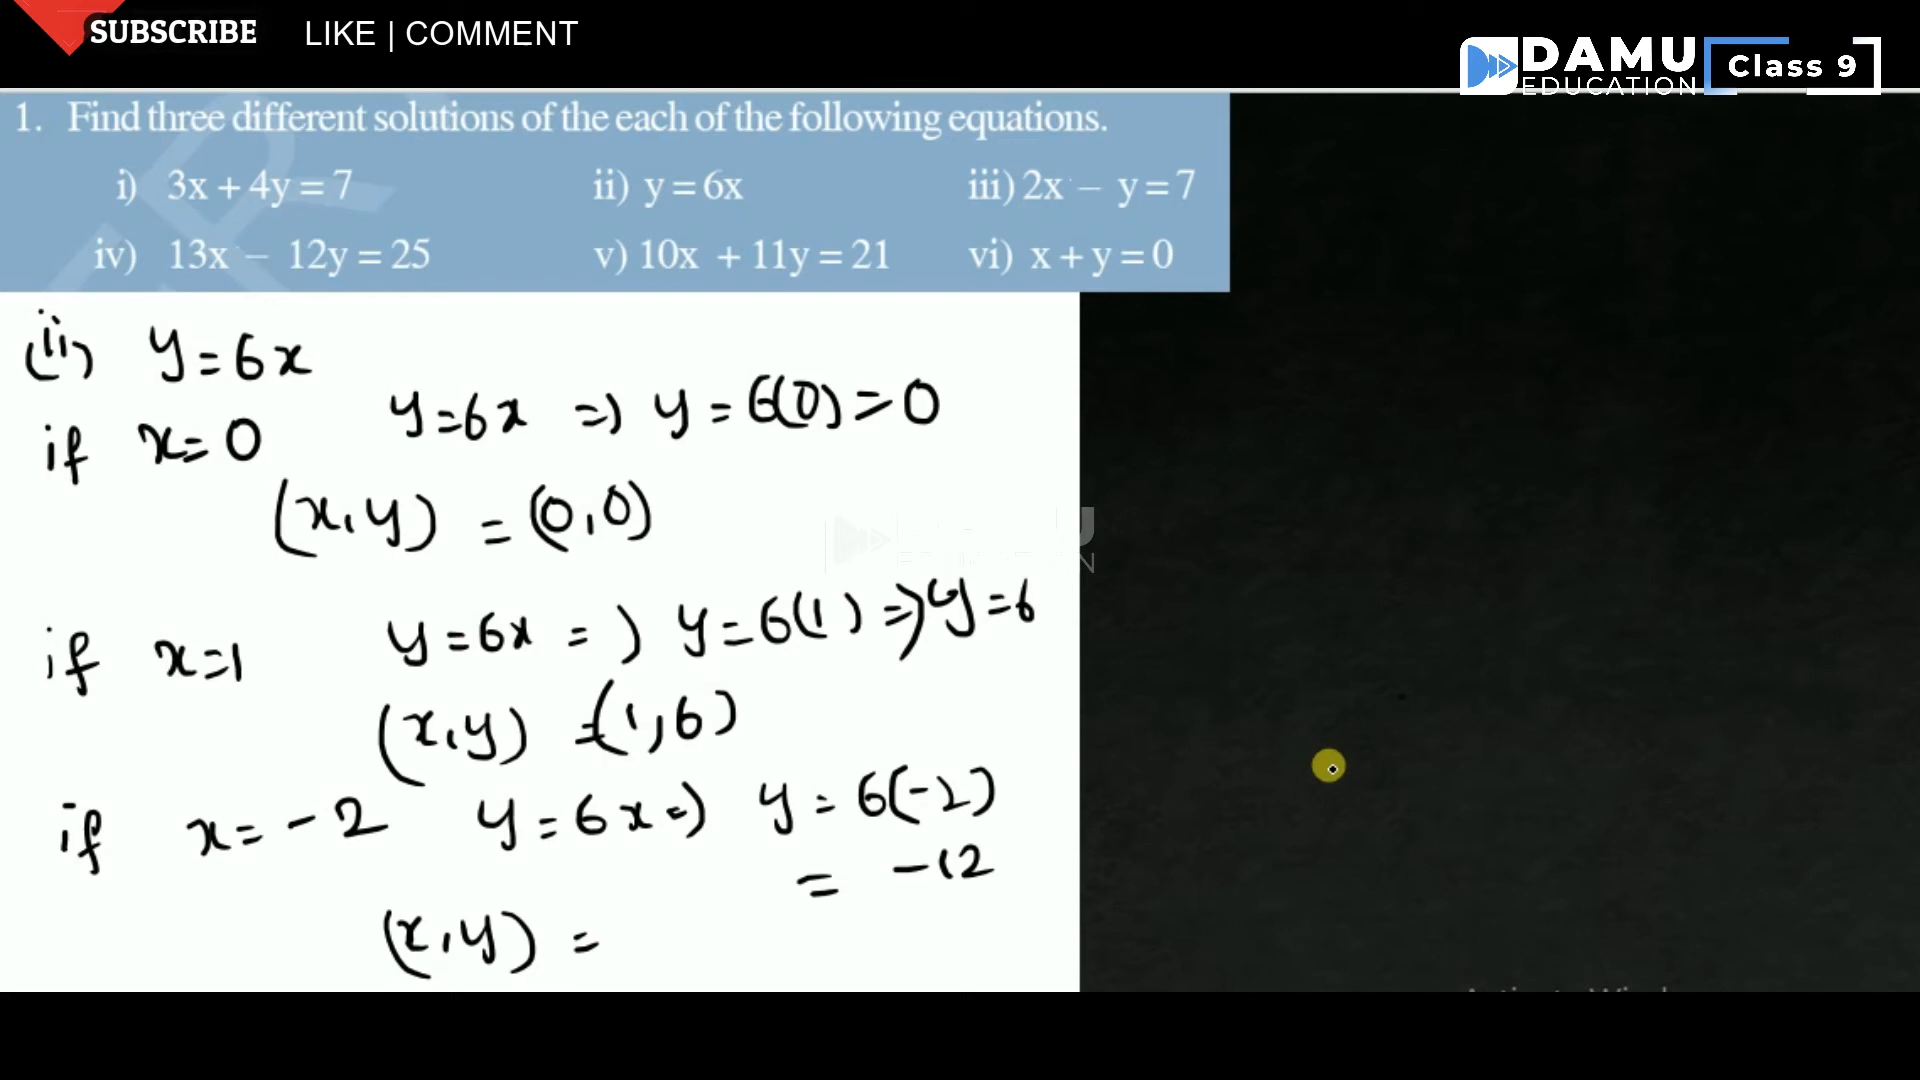 SUBSCRIBE LIKE | COMMENT
DAMU
EDUCATION
Class 9
1. Find three different solutions of the each of the following equations.
i) 3x + 4y = 7 ii) y = 6x iii) 2x – y = 7
iv) 13x – 12y = 25 v) 10x + 11y = 21 vi) x + y = 0
(ii) y = 6x
if x = 0 y = 6x => y = 6(0) = 0
(x, y) = (0, 0)
if x = 1 y = 6x => y = 6(1) => y = 6
(x, y) = (1, 6)
if x = -2 y = 6x => y = 6(-2)
= -12
(x, y) =